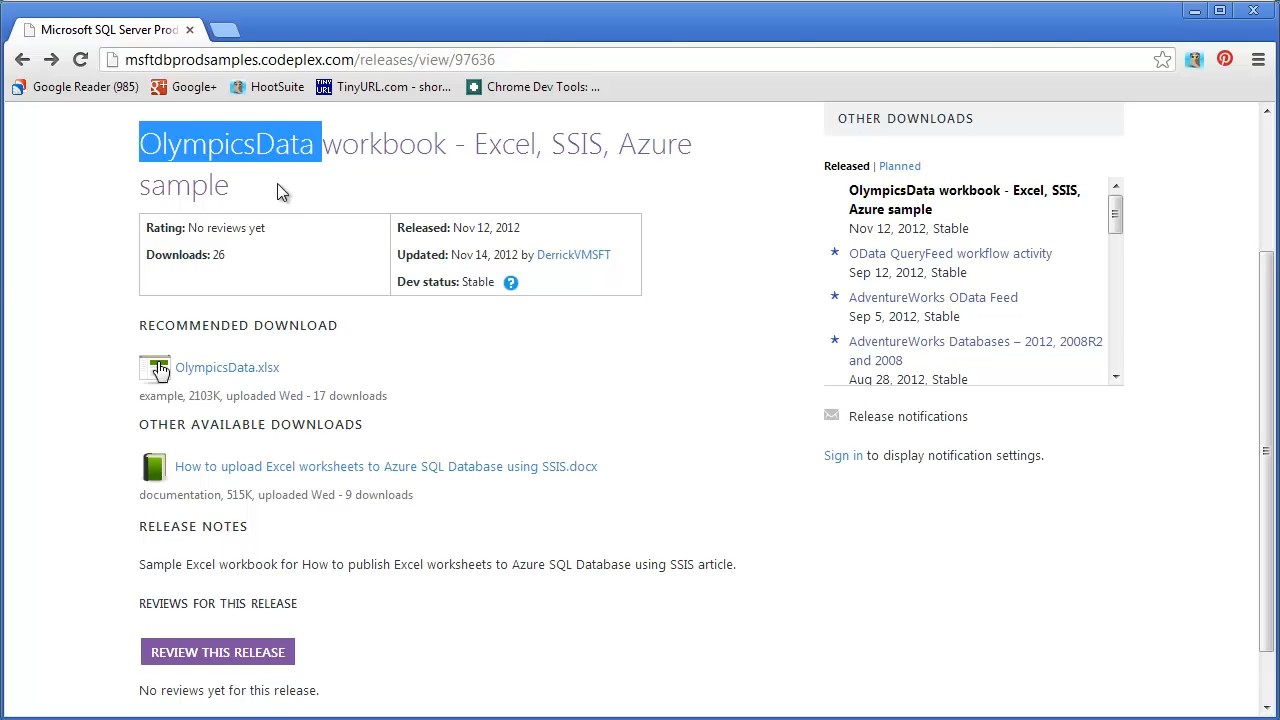 Microsoft SQL Server Prod
msftdbprodsamples.codeplex.com/releases/view/97636
Google Reader (985) Google+ HootSuite TINY URL TinyURL.com - shor... Chrome Dev Tools: ...
OlympicsData workbook - Excel, SSIS, Azure
sample
Rating: No reviews yet
Downloads: 26
Released: Nov 12, 2012
Updated: Nov 14, 2012 by DerrickVMSFT
Dev status: Stable ?
RECOMMENDED DOWNLOAD
OlympicsData.xlsx
example, 2103K, uploaded Wed - 17 downloads
OTHER AVAILABLE DOWNLOADS
How to upload Excel worksheets to Azure SQL Database using SSIS.docx
documentation, 515K, uploaded Wed - 9 downloads
RELEASE NOTES
Sample Excel workbook for How to publish Excel worksheets to Azure SQL Database using SSIS article.
REVIEWS FOR THIS RELEASE
REVIEW THIS RELEASE
No reviews yet for this release.
OTHER DOWNLOADS
Released | Planned
OlympicsData workbook - Excel, SSIS,
Azure sample
Nov 12, 2012, Stable
OData QueryFeed workflow activity
Sep 12, 2012, Stable
AdventureWorks OData Feed
Sep 5, 2012, Stable
AdventureWorks Databases – 2012, 2008R2
and 2008
Aug 28, 2012, Stable
Release notifications
Sign in to display notification settings.